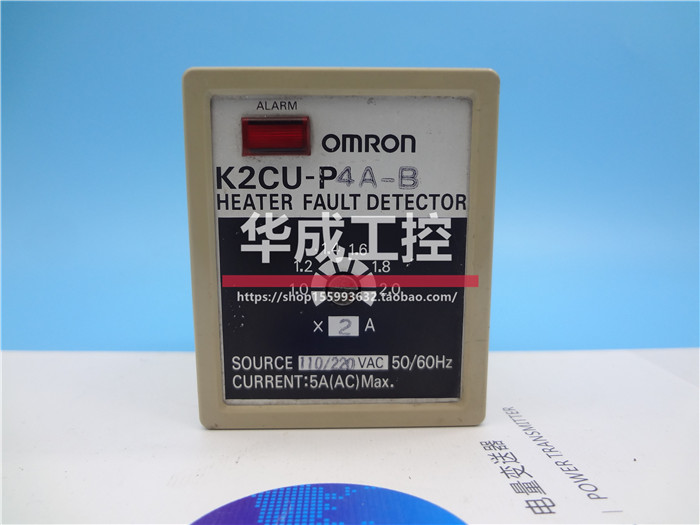 ALARM
OMRON
K2CU-P4A-B
HEATER FAULT DETECTOR
华成工控
1.4 1.6
1.2 1.8
1.0 2.0
https://shop155993632.taobao.com/
x 2 A
SOURCE 110/220 VAC 50/60Hz
CURRENT:5A(AC)Max.
电量变送器
POWER TRANSMITTER